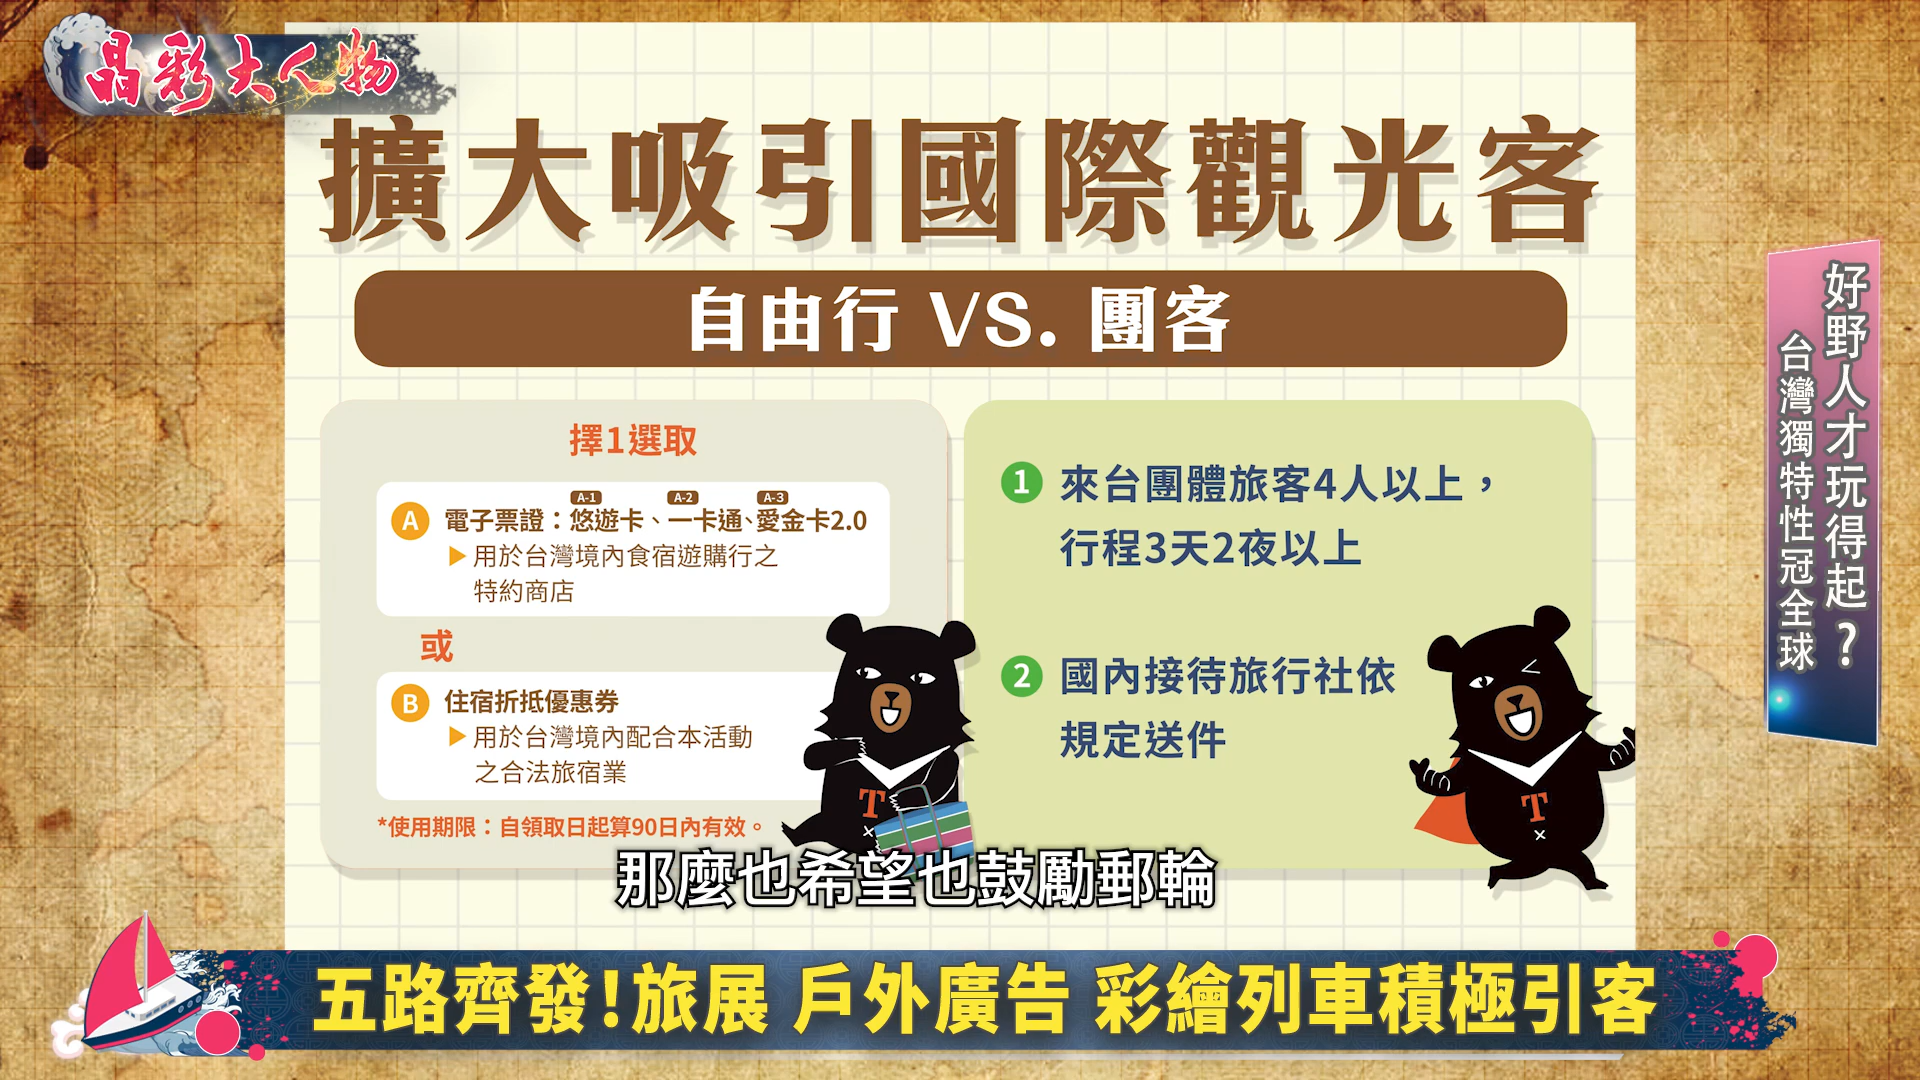 晶彩大人物
擴大吸引國際觀光客
自由行 VS. 團客
擇1選取
A-1 A-2 A-3
A 電子票證：悠遊卡、一卡通、愛金卡2.0
▶用於台灣境內食宿遊購行之
特約商店
或
B 住宿折抵優惠券
▶用於台灣境內配合本活動
之合法旅宿業
*使用期限：自領取日起算90日內有效。
1 來台團體旅客4人以上，
行程3天2夜以上
2 國內接待旅行社依
規定送件
T
T
好野人才玩得起？
台灣獨特性冠全球
那麼也希望也鼓勵郵輪
五路齊發!旅展 戶外廣告 彩繪列車積極引客